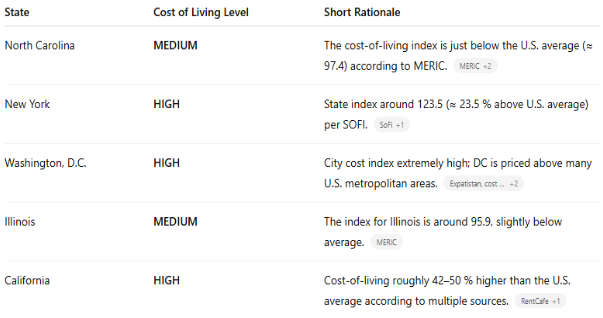 State Cost of Living Level Short Rationale
North Carolina MEDIUM The cost-of-living index is just below the U.S. average (≈
97.4) according to MERIC. MERIC +2
New York HIGH State index around 123.5 (≈ 23.5 % above U.S. average)
per SOFI. SoFi +1
Washington, D.C. HIGH City cost index extremely high; DC is priced above many
U.S. metropolitan areas. Expatistan, cost ... +2
Illinois MEDIUM The index for Illinois is around 95.9, slightly below
average. MERIC
California HIGH Cost-of-living roughly 42–50 % higher than the U.S.
average according to multiple sources. RentCafe +1